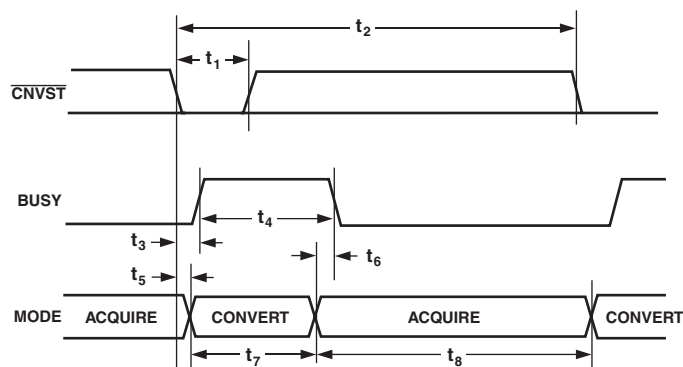 t2
t1
CNVST
BUSY
t4
t3
t6
t5
MODE ACQUIRE CONVERT ACQUIRE CONVERT
t7 t8